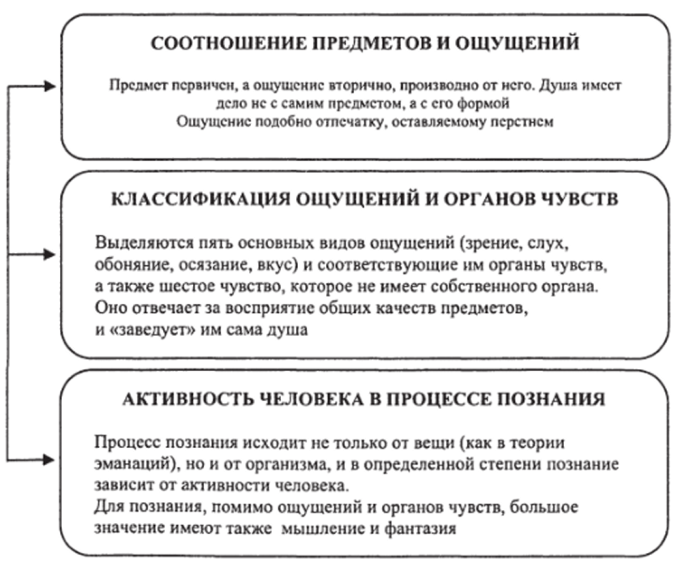 СООТНОШЕНИЕ ПРЕДМЕТОВ И ОЩУЩЕНИЙ
Предмет первичен, а ощущение вторично, производно от него. Душа имеет
дело не с самим предметом, а с его формой
Ощущение подобно отпечатку, оставляемому перстнем
КЛАССИФИКАЦИЯ ОЩУЩЕНИЙ И ОРГАНОВ ЧУВСТВ
Выделяются пять основных видов ощущений (зрение, слух,
обоняние, осязание, вкус) и соответствующие им органы чувств,
а также шестое чувство, которое не имеет собственного органа.
Оно отвечает за восприятие общих качеств предметов,
и «заведует» им сама душа
АКТИВНОСТЬ ЧЕЛОВЕКА В ПРОЦЕССЕ ПОЗНАНИЯ
Процесс познания исходит не только от вещи (как в теории
эманаций), но и от организма, и в определенной степени познание
зависит от активности человека.
Для познания, помимо ощущений и органов чувств, большое
значение имеют также мышление и фантазия